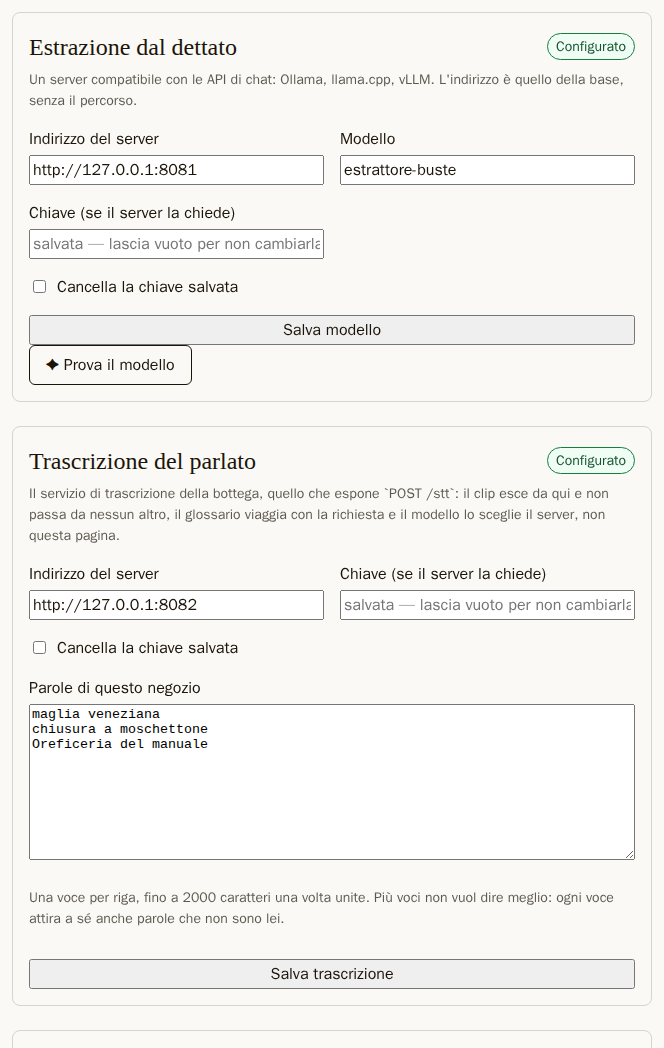 Estrazione dal dettato
Configurato
Un server compatibile con le API di chat: Ollama, llama.cpp, vLLM. L'indirizzo è quello della base,
senza il percorso.
Indirizzo del server
Modello
http://127.0.0.1:8081
estrattore-buste
Chiave (se il server la chiede)
salvata — lascia vuoto per non cambiarla
Cancella la chiave salvata
Salva modello
✦ Prova il modello
Trascrizione del parlato
Configurato
Il servizio di trascrizione della bottega, quello che espone `POST /stt`: il clip esce da qui e non
passa da nessun altro, il glossario viaggia con la richiesta e il modello lo sceglie il server, non
questa pagina.
Indirizzo del server
Chiave (se il server la chiede)
http://127.0.0.1:8082
salvata — lascia vuoto per non cambiarla
Cancella la chiave salvata
Parole di questo negozio
maglia veneziana
chiusura a moschettone
Oreficeria del manuale
Una voce per riga, fino a 2000 caratteri una volta unite. Più voci non vuol dire meglio: ogni voce
attira a sé anche parole che non sono lei.
Salva trascrizione